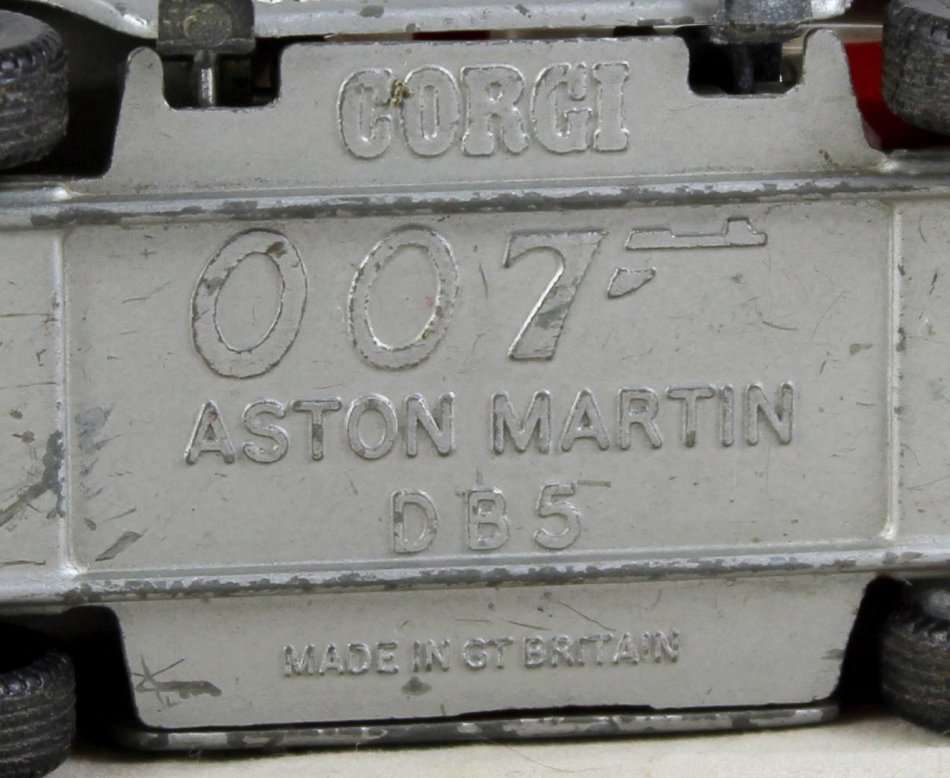 CORGI
007
ASTON MARTIN
DB5
MADE IN GT BRITAIN